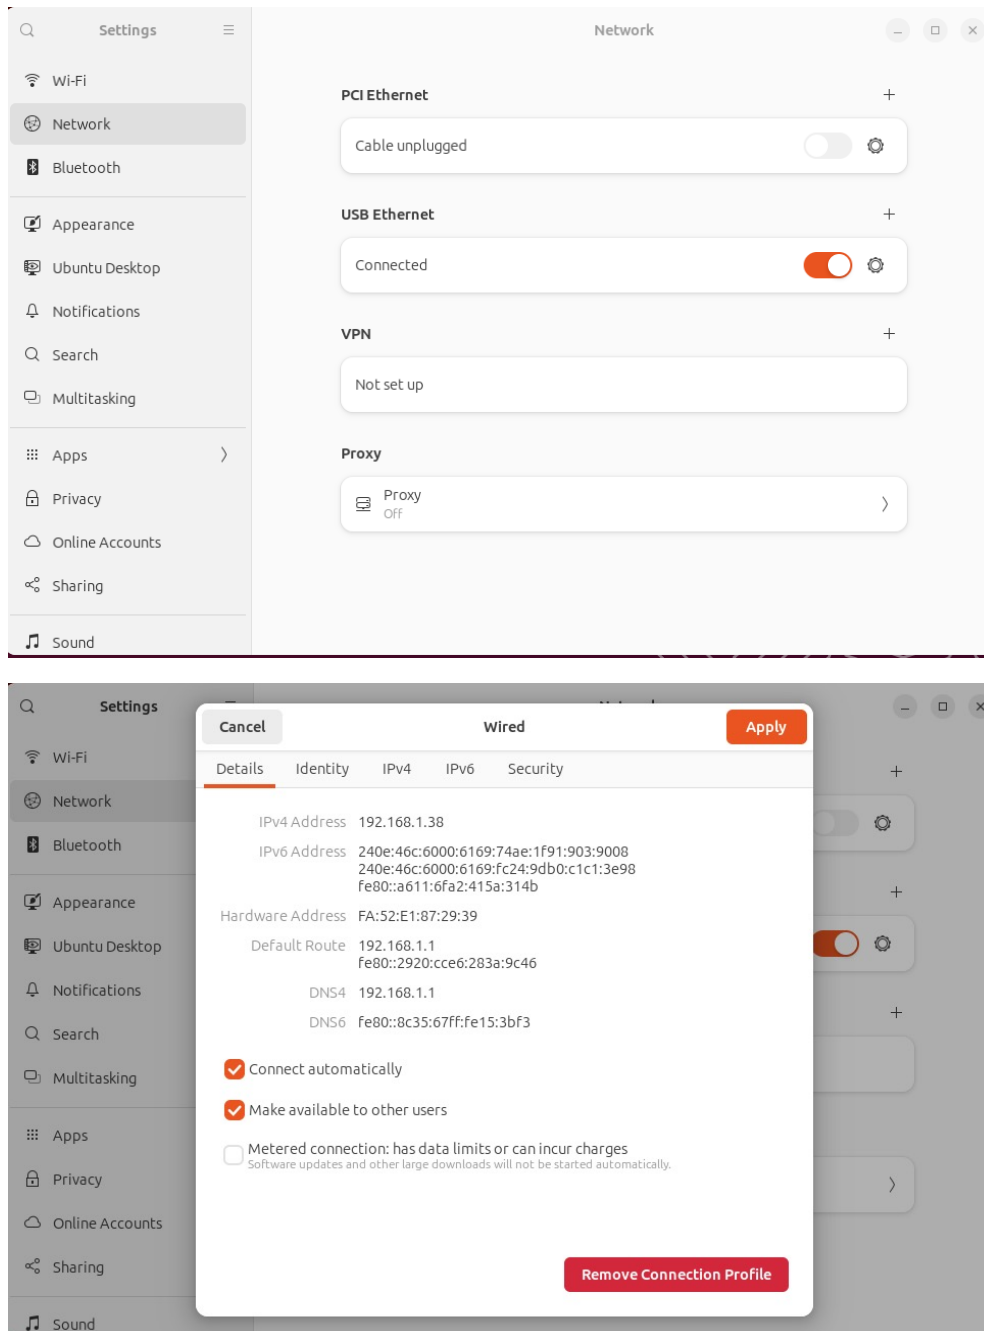 Settings
Network
Wi-Fi
Network
Bluetooth
Appearance
Ubuntu Desktop
Notifications
Search
Multitasking
Apps
Privacy
Online Accounts
Sharing
Sound
PCI Ethernet
Cable unplugged
USB Ethernet
Connected
VPN
Not set up
Proxy
Proxy
Off
Settings
Wi-Fi
Network
Bluetooth
Appearance
Ubuntu Desktop
Notifications
Search
Multitasking
Apps
Privacy
Online Accounts
Sharing
Sound
Cancel
Wired
Apply
Details Identity IPv4 IPv6 Security
IPv4 Address 192.168.1.38
IPv6 Address 240e:46c:6000:6169:74ae:1f91:903:9008
240e:46c:6000:6169:fc24:9db0:c1c1:3e98
fe80::a611:6fa2:415a:314b
Hardware Address FA:52:E1:87:29:39
Default Route 192.168.1.1
fe80::2920:cce6:283a:9c46
DNS4 192.168.1.1
DNS6 fe80::8c35:67ff:fe15:3bf3
Connect automatically
Make available to other users
Metered connection: has data limits or can incur charges
Software updates and other large downloads will not be started automatically.
Remove Connection Profile